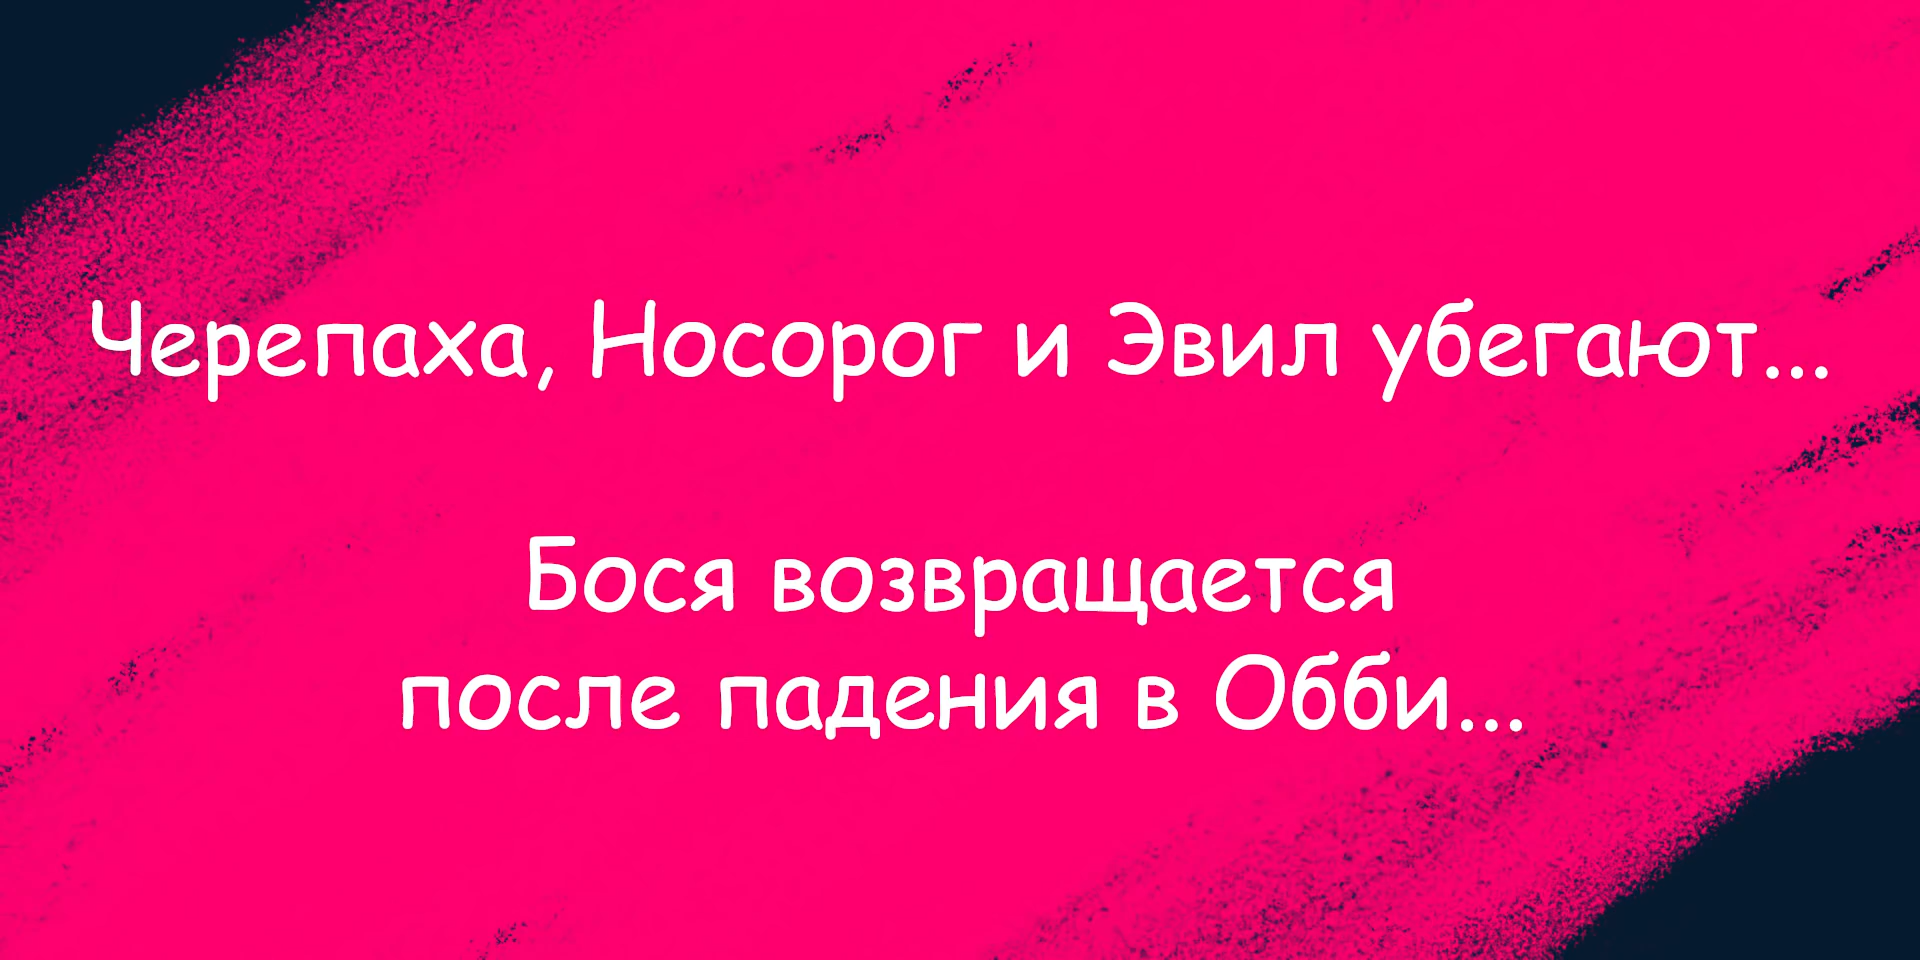 Черепаха, Носорог и Эвил убегают...
Бося возвращается
после падения в Обби...